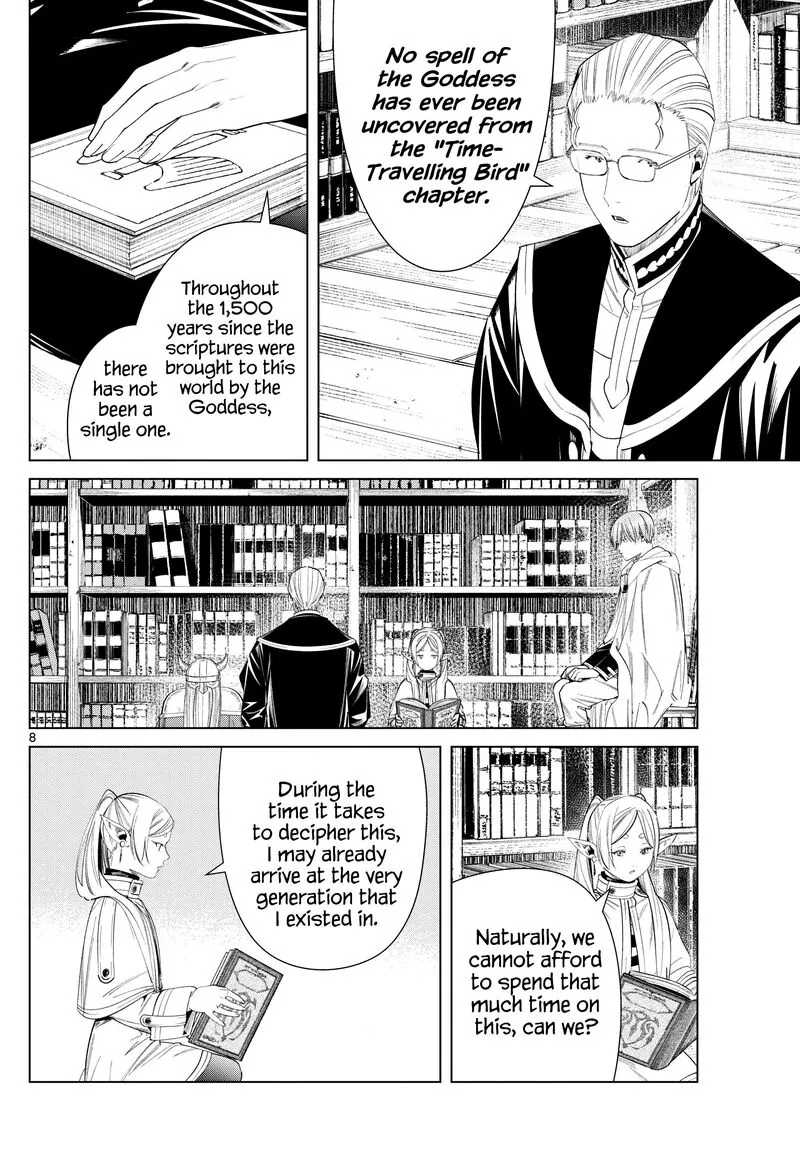 No spell of
the Goddess
has ever been
uncovered from
the "Time-
Travelling Bird"
chapter.
Throughout
the 1,500
years since the
scriptures were
brought to this
world by the
Goddess,
there
has not
been a
single one.
8
Naturally, we
cannot afford
to spend that
much time on
this, can we?
During the
time it takes
to decipher this,
I may already
arrive at the very
generation that
I existed in.